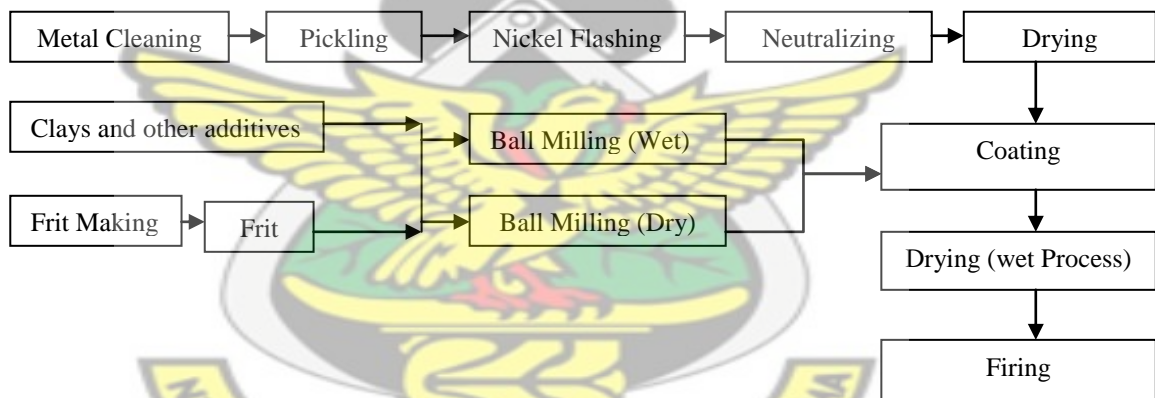 Metal Cleaning
Pickling
Nickel Flashing
Neutralizing
Drying
Clays and other additives
Ball Milling (Wet)
Coating
Frit Making
Frit
Ball Milling (Dry)
Drying (wet Process)
Firing